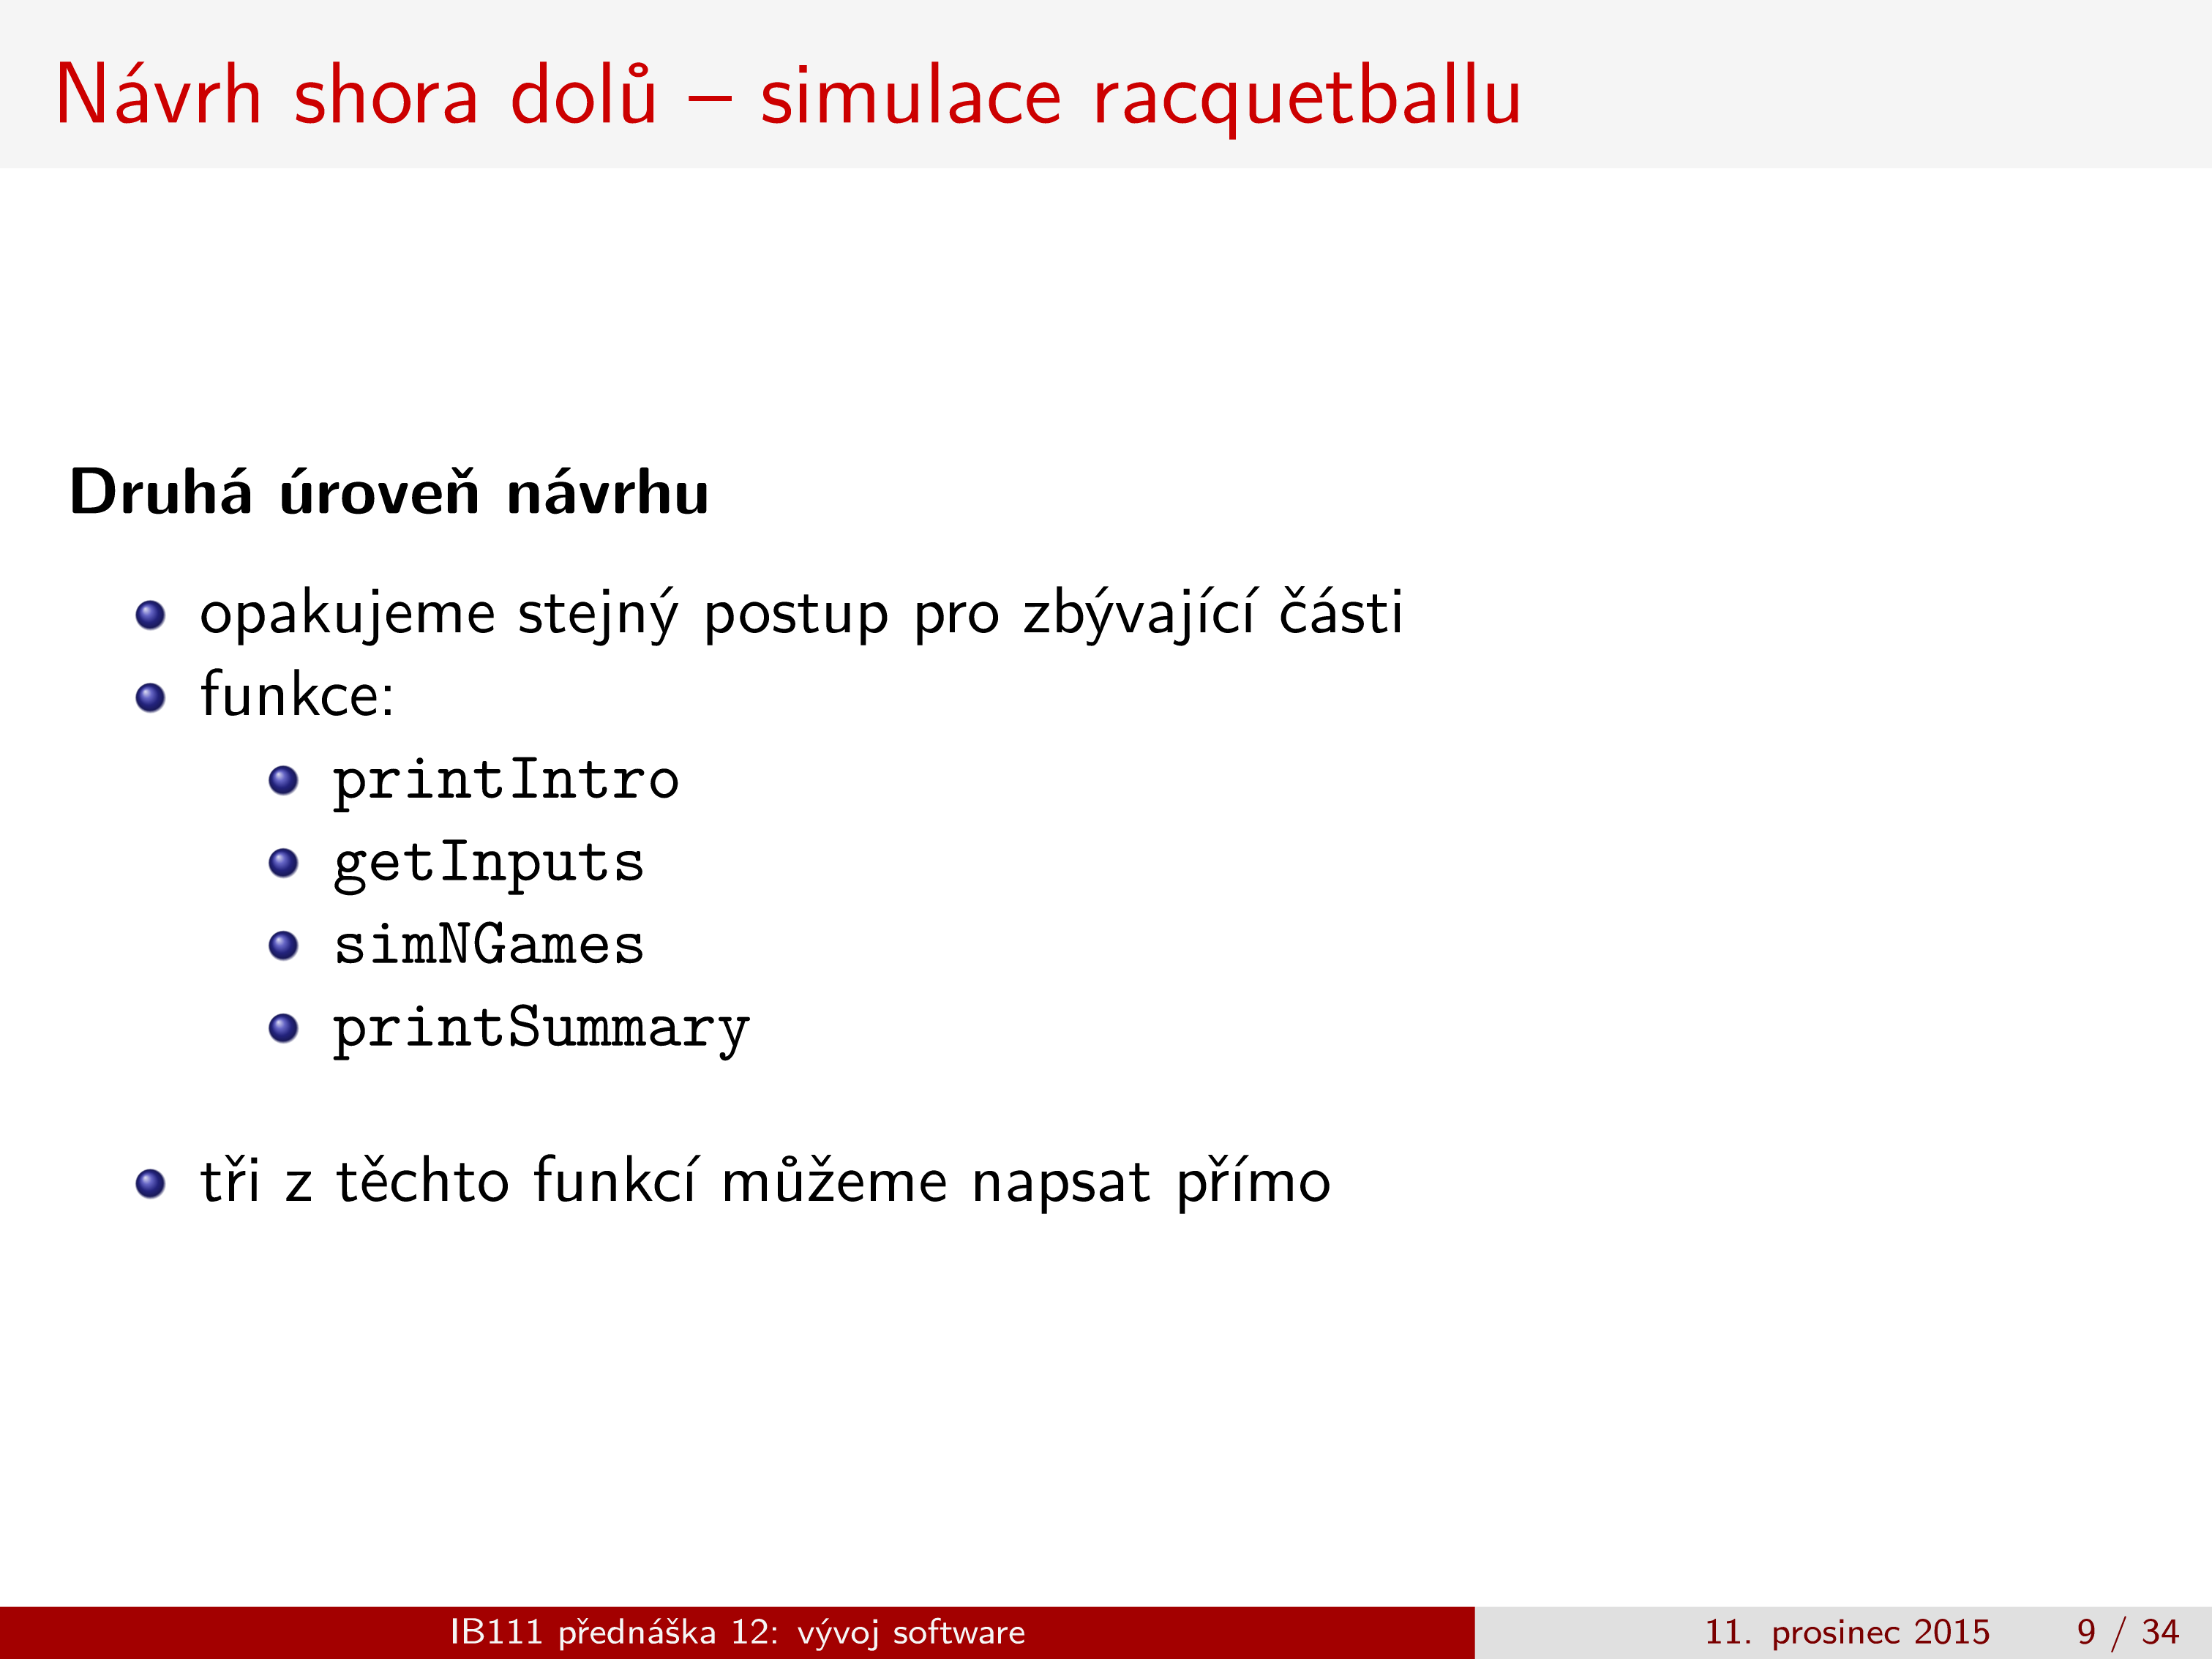 Návrh shora dolů – simulace racquetballu
Druhá úroveň návrhu
opakujeme stejný postup pro zbývající části
funkce:
printIntro
getInputs
simNGames
printSummary
tři z těchto funkcí můžeme napsat přímo
IB111 přednáška 12: vývoj software
11. prosinec 2015
9 / 34